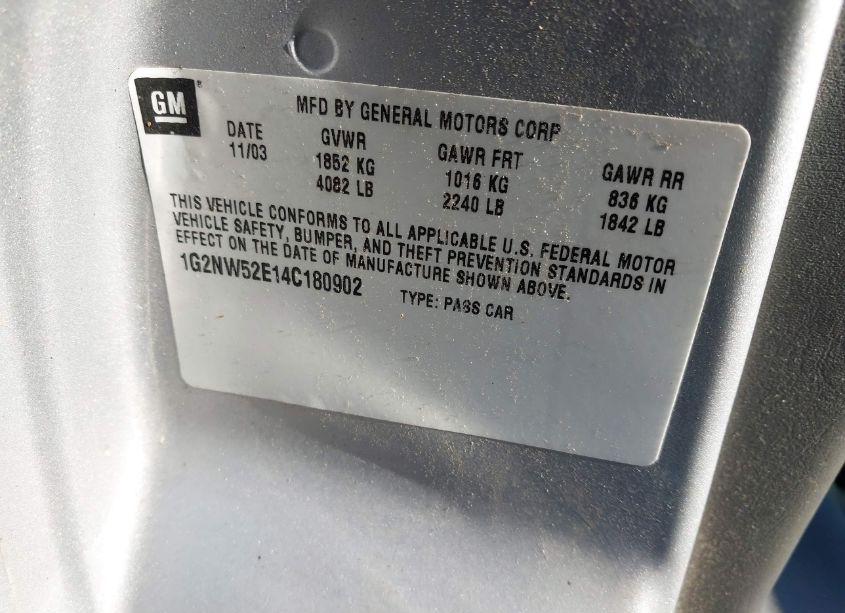 GM
MFD BY GENERAL MOTORS CORP
DATE GVWR GAWR FRT GAWR RR
11/03 1852 KG 1016 KG 836 KG
4082 LB 2240 LB 1842 LB
THIS VEHICLE CONFORMS TO ALL APPLICABLE U.S. FEDERAL MOTOR
VEHICLE SAFETY, BUMPER, AND THEFT PREVENTION STANDARDS IN
EFFECT ON THE DATE OF MANUFACTURE SHOWN ABOVE.
1G2NW52E14C180902 TYPE: PASS CAR